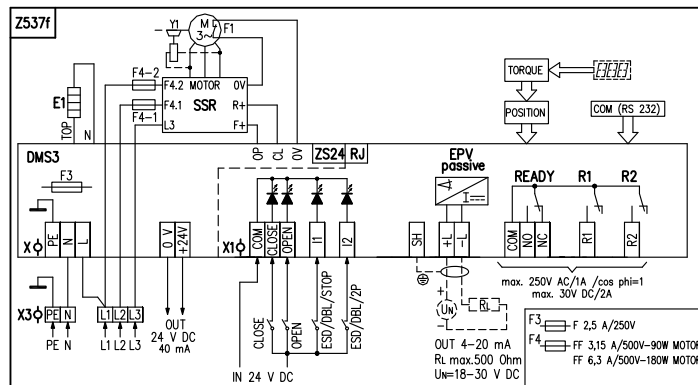 Z537f
Y1
M
3~
F1
F4-2
F4.2 MOTOR 0V
F4.1 SSR R+
F4-1
L3 F+
E1
TOP
N
OP
CL
0V
TORQUE
POSITION
COM (RS 232)
DMS3
ZS24 RJ
EPV
passive
F3
READY R1 R2
X
PE
N
L
0 V
+24V
X1
COM
CLOSE
OPEN
I1
I2
SH
+L
-L
COM
NO
NC
R1
R2
max. 250V AC/1A /cos phi=1
max. 30V DC/2A
X3
PE N L1 L2 L3
PE N L1 L2 L3
OUT
24 V DC
40 mA
CLOSE
OPEN
ESD/DBL/STOP
ESD/DBL/2P
IN 24 V DC
+
UN
-
RL
OUT 4-20 mA
RL max.500 Ohm
UN=18-30 V DC
F3 F 2,5 A/250V
F4 FF 3,15 A/500V-90W MOTOR
FF 6,3 A/500V-180W MOTOR